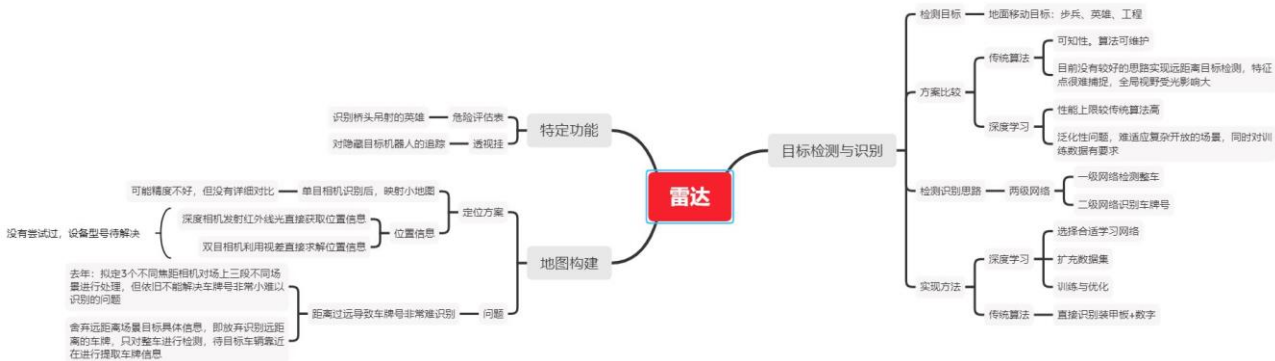 雷达
目标检测与识别
检测目标
地面移动目标：步兵、英雄、工程
方案比较
传统算法
可知性。算法可维护
目前没有较好的思路实现远距离目标检测，特征
点很难捕捉，全局视野受光影响大
深度学习
性能上限较传统算法高
泛化性问题，难适应复杂开放的场景，同时对训
练数据有要求
检测识别思路
两级网络
一级网络检测整车
二级网络识别车牌号
实现方法
深度学习
选择合适学习网络
扩充数据集
训练与优化
传统算法
直接识别装甲板+数字
特定功能
危险评估表
识别桥头吊射的英雄
透视挂
对隐藏目标机器人的追踪
地图构建
定位方案
单目相机识别后，映射小地图
可能精度不好，但没有详细对比
位置信息
深度相机发射红外线光直接获取位置信息
双目相机利用视差直接求解位置信息
没有尝试过，设备型号待解决
问题
距离过远导致车牌号非常难识别
去年：拟定3个不同焦距相机对场上三段不同场
景进行处理，但依旧不能解决车牌号非常小难以
识别的问题
舍弃远距离场景目标具体信息，即放弃识别远距
离的车牌，只对整车进行检测，待目标车辆靠近
在进行提取车牌信息